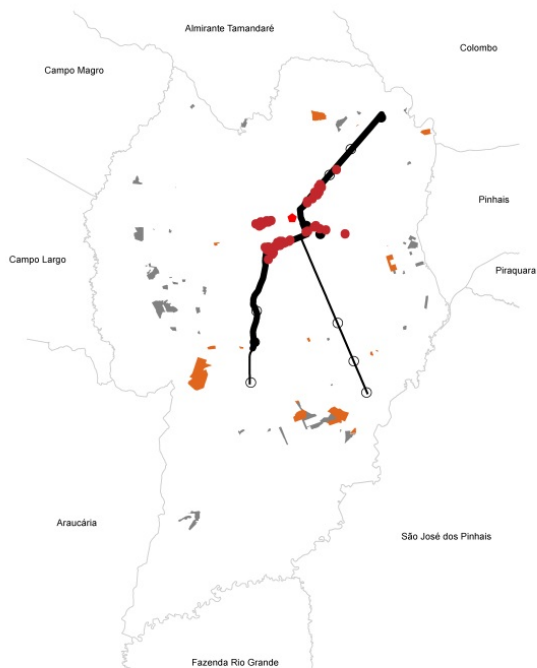 Almirante Tamandaré
Colombo
Campo Magro
Pinhais
Campo Largo
Piraquara
Araucária
São José dos Pinhais
Fazenda Rio Grande